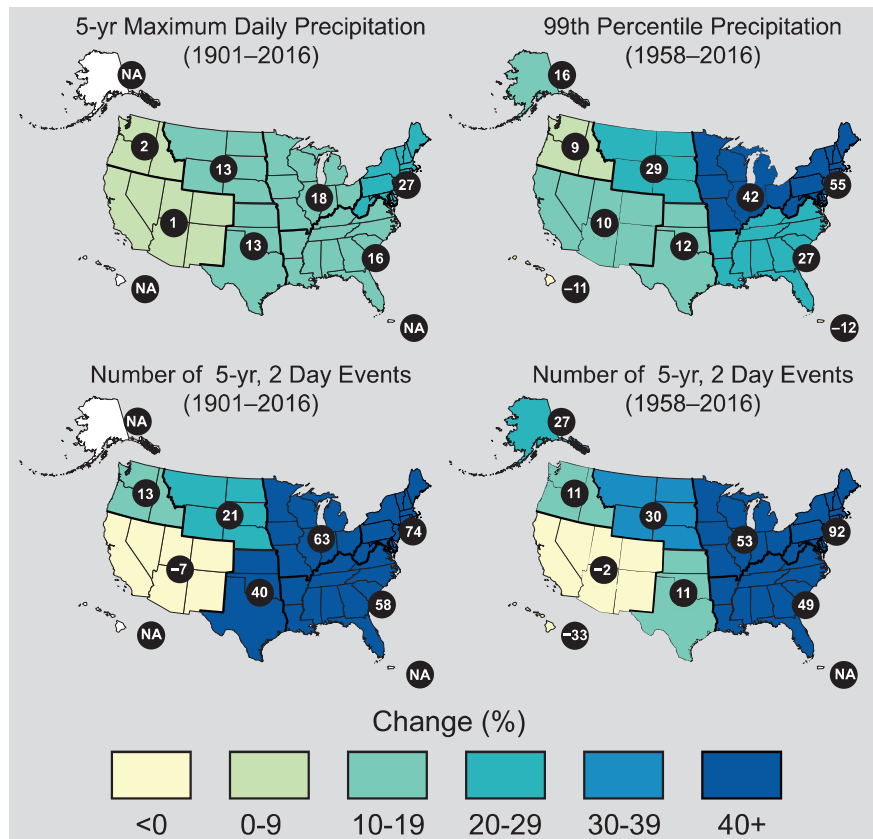 5-yr Maximum Daily Precipitation
(1901–2016)
NA
2
13
18
27
1
13
16
NA
NA
99th Percentile Precipitation
(1958–2016)
16
9
29
42
55
10
12
27
–11
–12
Number of 5-yr, 2 Day Events
(1901–2016)
NA
13
21
63
74
–7
40
58
NA
NA
Number of 5-yr, 2 Day Events
(1958–2016)
27
11
30
53
92
–2
11
49
–33
NA
Change (%)
<0 0-9 10-19 20-29 30-39 40+